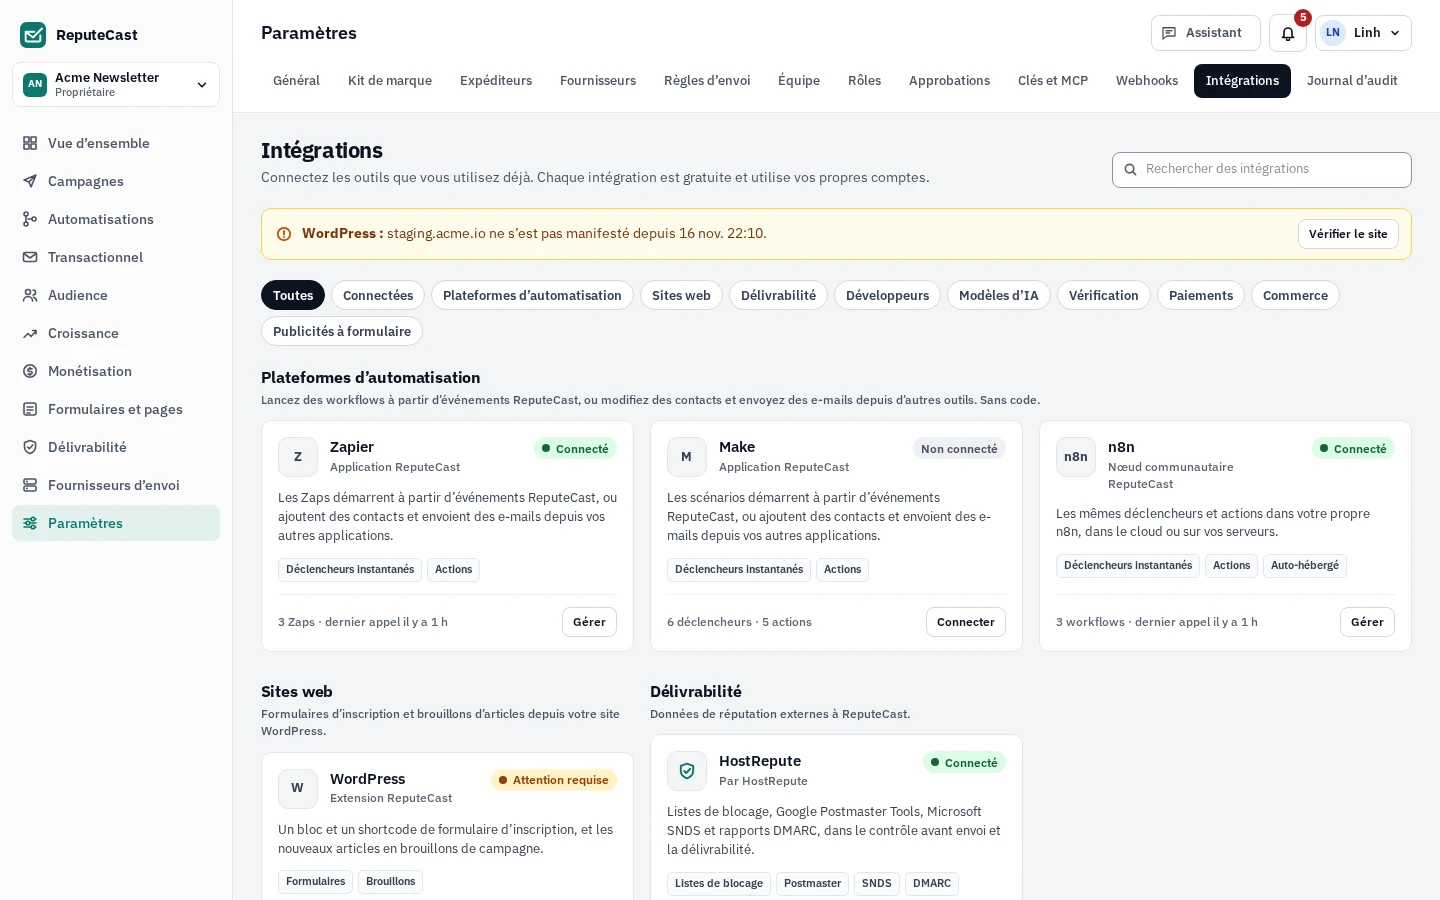 ReputeCast
AN
Acme Newsletter
Propriétaire
Vue d’ensemble
Campagnes
Automatisations
Transactionnel
Audience
Croissance
Monétisation
Formulaires et pages
Délivrabilité
Fournisseurs d’envoi
Paramètres
Paramètres
Assistant
5
LN
Linh
Général
Kit de marque
Expéditeurs
Fournisseurs
Règles d’envoi
Équipe
Rôles
Approbations
Clés et MCP
Webhooks
Intégrations
Journal d’audit
Intégrations
Connectez les outils que vous utilisez déjà. Chaque intégration est gratuite et utilise vos propres comptes.
Rechercher des intégrations
WordPress : staging.acme.io ne s’est pas manifesté depuis 16 nov. 22:10.
Vérifier le site
Toutes
Connectées
Plateformes d’automatisation
Sites web
Délivrabilité
Développeurs
Modèles d’IA
Vérification
Paiements
Commerce
Publicités à formulaire
Plateformes d’automatisation
Lancez des workflows à partir d’événements ReputeCast, ou modifiez des contacts et envoyez des e-mails depuis d’autres outils. Sans code.
Z
Zapier
Application ReputeCast
Connecté
Les Zaps démarrent à partir d’événements ReputeCast, ou
ajoutent des contacts et envoient des e-mails depuis vos
autres applications.
Déclencheurs instantanés
Actions
3 Zaps · dernier appel il y a 1 h
Gérer
M
Make
Application ReputeCast
Non connecté
Les scénarios démarrent à partir d’événements
ReputeCast, ou ajoutent des contacts et envoient des e-
mails depuis vos autres applications.
Déclencheurs instantanés
Actions
6 déclencheurs · 5 actions
Connecter
n8n
n8n
Nœud communautaire
ReputeCast
Connecté
Les mêmes déclencheurs et actions dans votre propre
n8n, dans le cloud ou sur vos serveurs.
Déclencheurs instantanés
Actions
Auto-hébergé
3 workflows · dernier appel il y a 1 h
Gérer
Sites web
Formulaires d’inscription et brouillons d’articles depuis votre site
WordPress.
W
WordPress
Extension ReputeCast
Attention requise
Un bloc et un shortcode de formulaire d’inscription, et les
nouveaux articles en brouillons de campagne.
Formulaires
Brouillons
Délivrabilité
Données de réputation externes à ReputeCast.
HostRepute
Par HostRepute
Connecté
Listes de blocage, Google Postmaster Tools, Microsoft
SNDS et rapports DMARC, dans le contrôle avant envoi et
la délivrabilité.
Listes de blocage
Postmaster
SNDS
DMARC